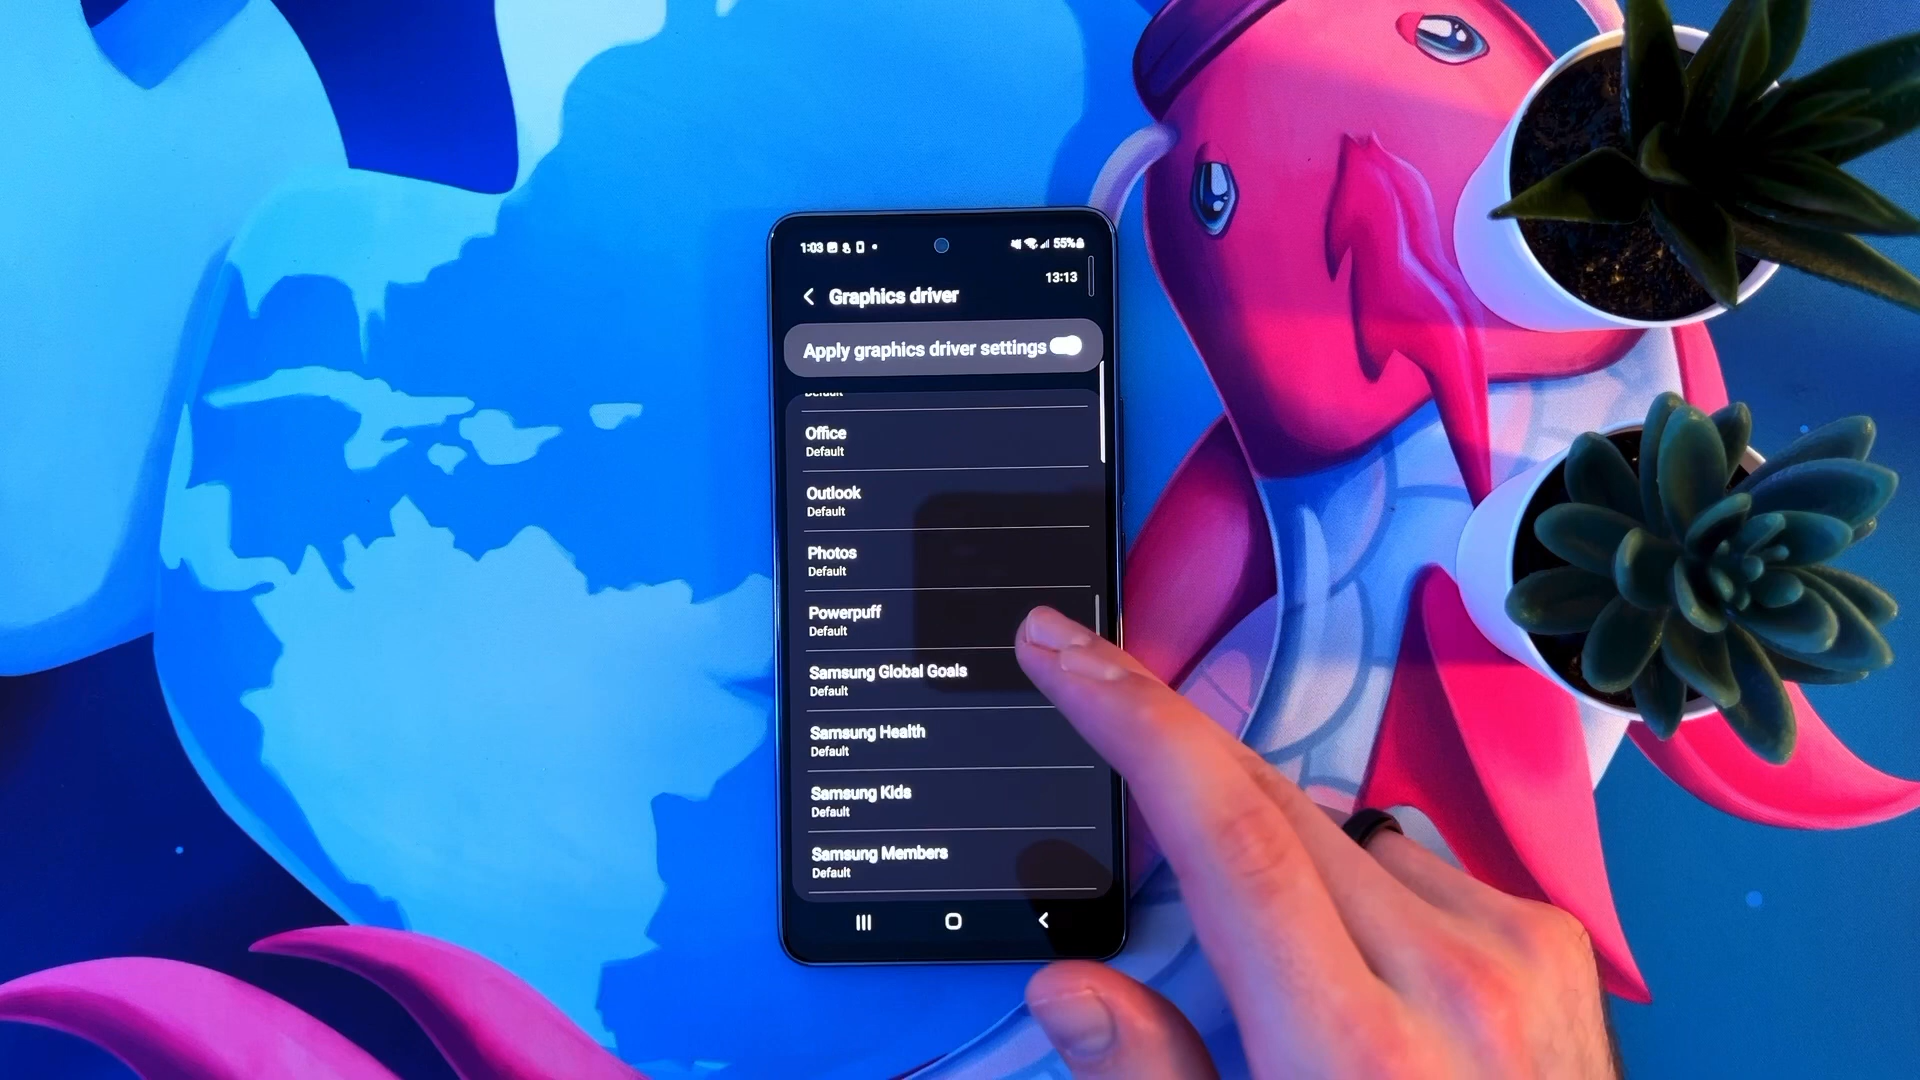 1:03 55%
13:13
Graphics driver
Apply graphics driver settings
Default
Office
Default
Outlook
Default
Photos
Default
Powerpuff
Default
Samsung Global Goals
Default
Samsung Health
Default
Samsung Kids
Default
Samsung Members
Default